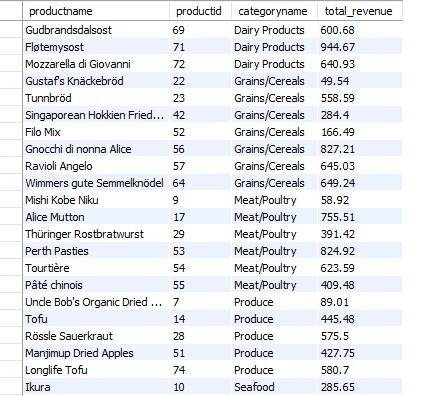 productname productid categoryname total_revenue
Gudbrandsdalsost 69 Dairy Products 600.68
Fløtemysost 71 Dairy Products 944.67
Mozzarella di Giovanni 72 Dairy Products 640.93
Gustaf's Knäckebröd 22 Grains/Cereals 49.54
Tunnbröd 23 Grains/Cereals 558.59
Singaporean Hokkien Fried... 42 Grains/Cereals 284.4
Filo Mix 52 Grains/Cereals 166.49
Gnocchi di nonna Alice 56 Grains/Cereals 827.21
Ravioli Angelo 57 Grains/Cereals 645.03
Wimmers gute Semmelknödel 64 Grains/Cereals 649.24
Mishi Kobe Niku 9 Meat/Poultry 58.92
Alice Mutton 17 Meat/Poultry 755.51
Thüringer Rostbratwurst 29 Meat/Poultry 391.42
Perth Pasties 53 Meat/Poultry 824.92
Tourtière 54 Meat/Poultry 623.59
Pâté chinois 55 Meat/Poultry 409.48
Uncle Bob's Organic Dried ... 7 Produce 89.01
Tofu 14 Produce 445.48
Rössle Sauerkraut 28 Produce 575.5
Manjimup Dried Apples 51 Produce 427.75
Longlife Tofu 74 Produce 580.7
Ikura 10 Seafood 285.65